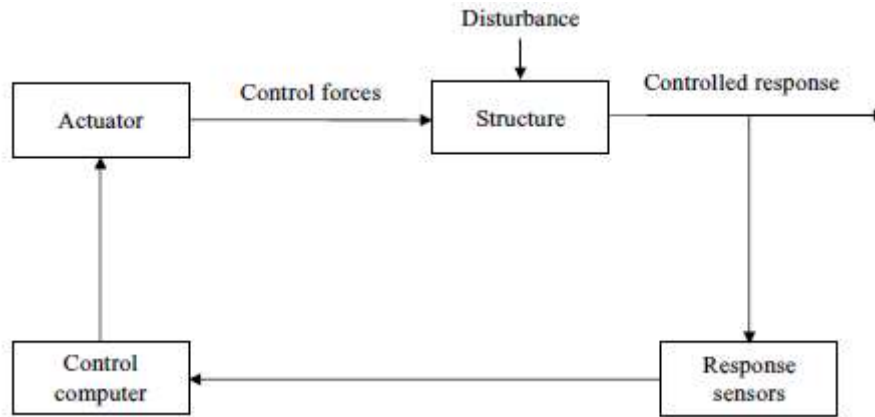 Disturbance
Control forces
Controlled response
Actuator
Structure
Control
computer
Response
sensors